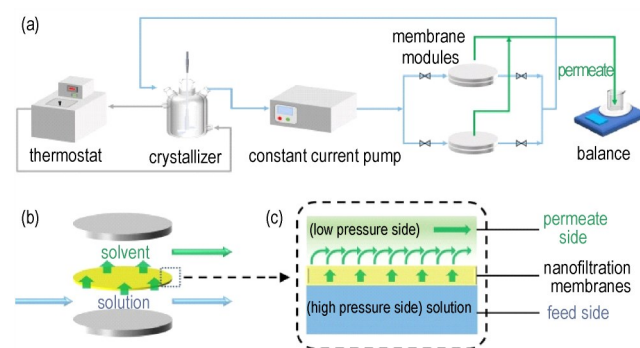 (a)
membrane
modules
permeate
thermostat
crystallizer
constant current pump
balance
(b)
solvent
solution
(c)
(low pressure side)
(high pressure side) solution
permeate
side
nanofiltration
membranes
feed side